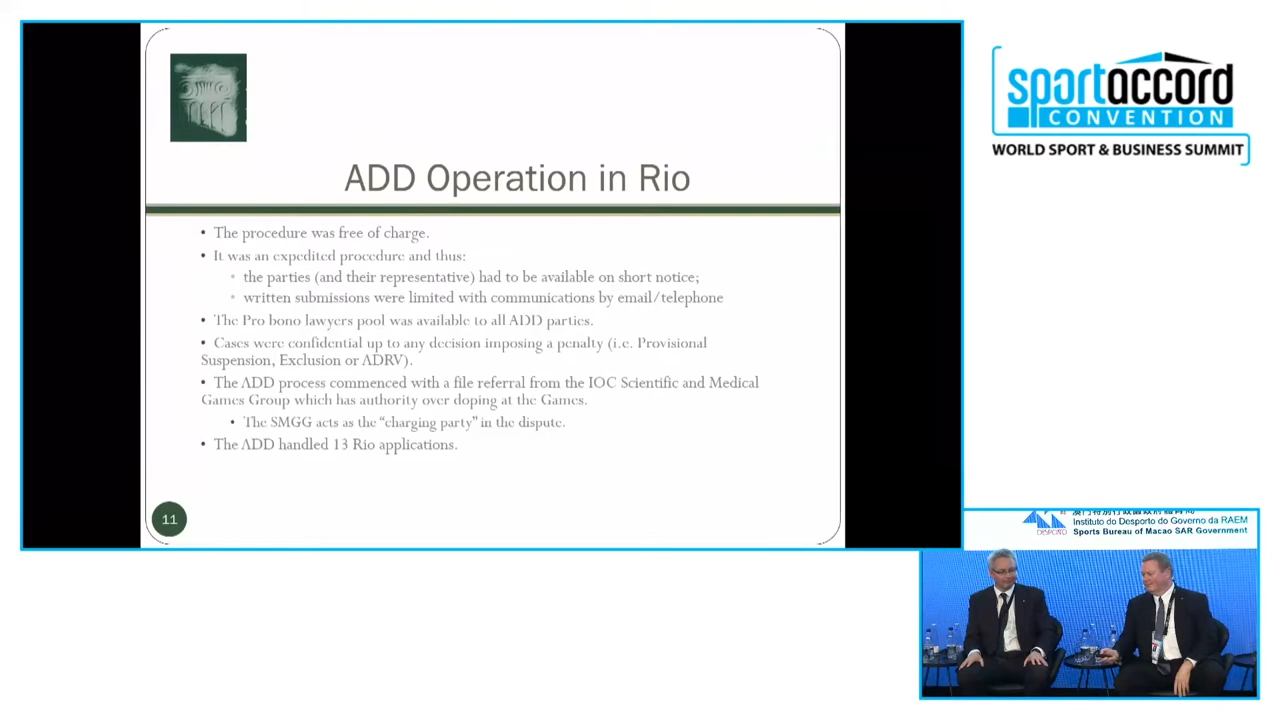 ADD Operation in Rio
• The procedure was free of charge.
• It was an expedited procedure and thus:
• the parties (and their representative) had to be available on short notice;
• written submissions were limited with communications by email/telephone
• The Pro bono lawyers pool was available to all ADD parties.
• Cases were confidential up to any decision imposing a penalty (i.e. Provisional
Suspension, Exclusion or ADRV).
• The ADD process commenced with a file referral from the IOC Scientific and Medical
Games Group which has authority over doping at the Games.
• The SMGG acts as the “charging party” in the dispute.
• The ADD handled 13 Rio applications.
11
sportaccord
CONVENTION
WORLD SPORT & BUSINESS SUMMIT
DESPORTO
Instituto do Desporto do Governo da RAEM
Sports Bureau of Macao SAR Government